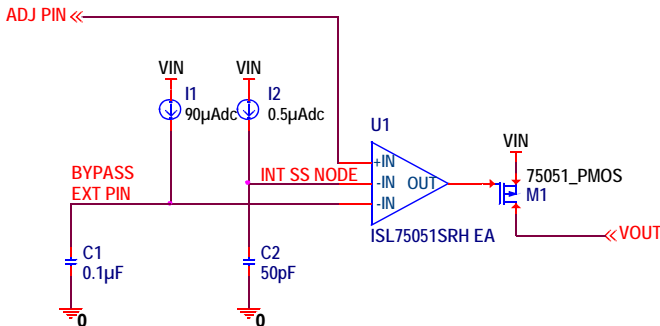 ADJ PIN
VIN
VIN
I1
I2
90µAdc
0.5µAdc
U1
VIN
+IN
75051_PMOS
BYPASS
INT SS NODE
-IN
OUT
M1
EXT PIN
-IN
VOUT
ISL75051SRH EA
C1
C2
0.1µF
50pF
0
0